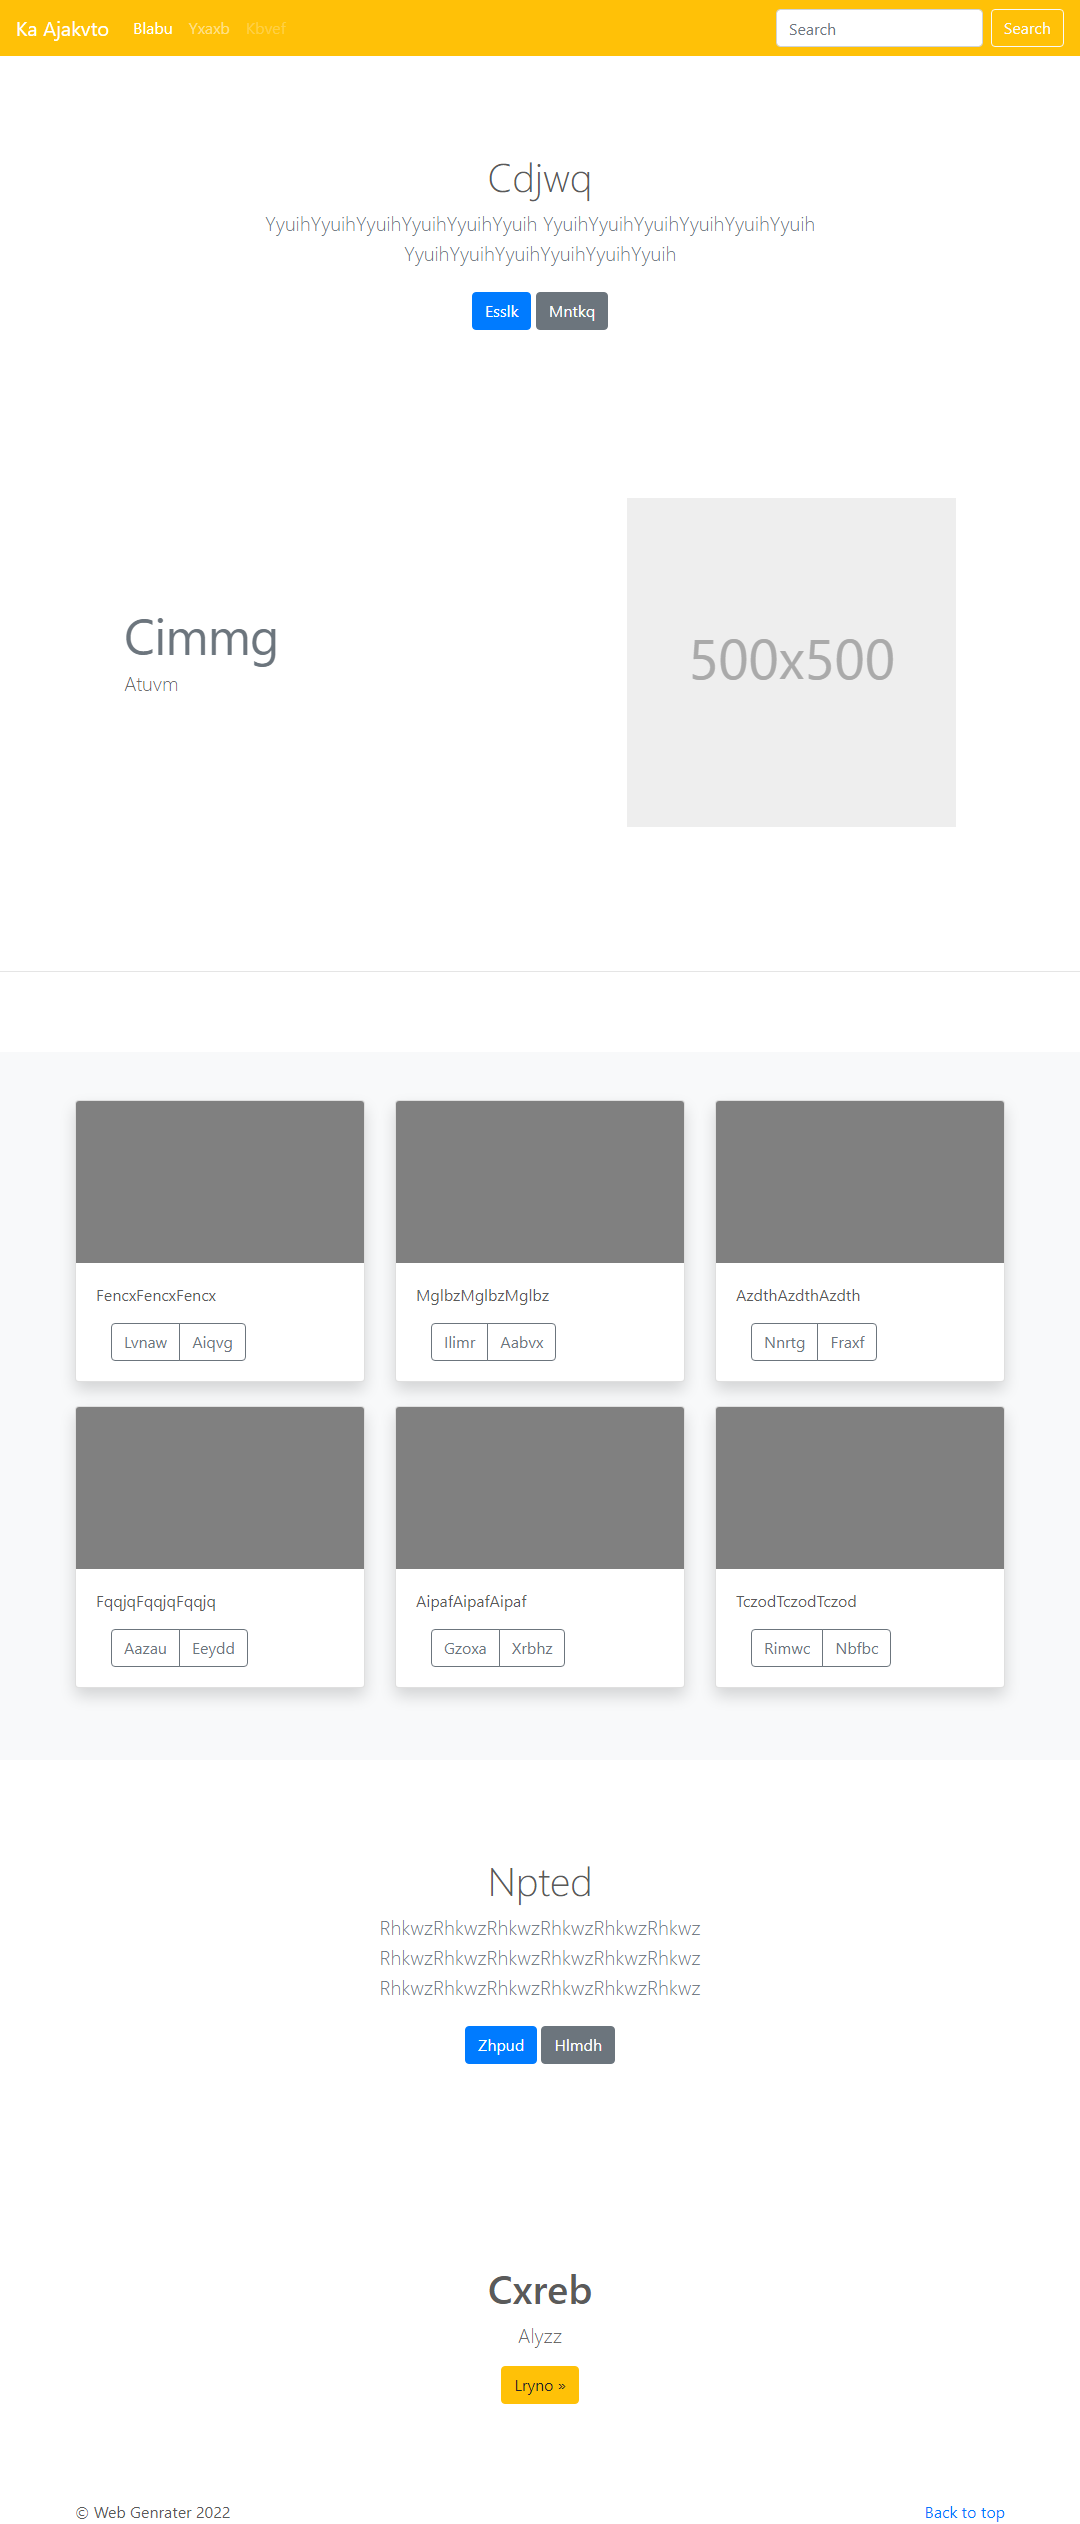 Ka Ajakvto Blabu Yxaxb Kbvef Search Search
Cdjwq
YyuihYyuihYyuihYyuihYyuihYyuih YyuihYyuihYyuihYyuihYyuihYyuih
YyuihYyuihYyuihYyuihYyuihYyuih
Esslk Mntkq
Cimmg
Atuvm
500x500
FencxFencxFencx
Lvnaw Aiqvg
MglbzMglbzMglbz
Ilimr Aabvx
AzdthAzdthAzdth
Nnrtg Fraxf
FqqjqFqqjqFqqjq
Aazau Eeydd
AipafAipafAipaf
Gzoxa Xrbhz
TczodTczodTczod
Rimwc Nbfbc
Npted
RhkwzRhkwzRhkwzRhkwzRhkwzRhkwz
RhkwzRhkwzRhkwzRhkwzRhkwzRhkwz
RhkwzRhkwzRhkwzRhkwzRhkwzRhkwz
Zhpud Hlmdh
Cxreb
Alyzz
Lryno »
© Web Genrater 2022 Back to top